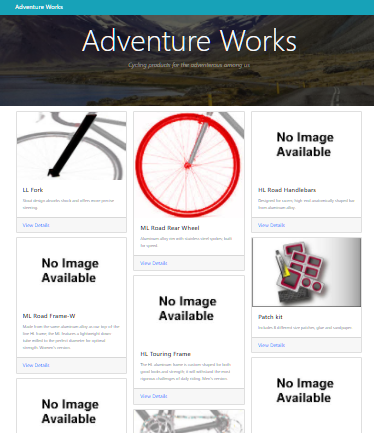 Adventure Works
Adventure Works
Cycling products for the adventerous among us
LL Fork
Stout design absorbs shock and offers more precise
steering.
View Details
No Image
Available
ML Road Frame-W
Made from the same aluminum alloy as our top-of-the
line HL frame, the ML features a lightweight down-
tube milled to the perfect diameter for optimal
strength. Women's version.
View Details
No Image
Available
ML Road Rear Wheel
Aluminum alloy rim with stainless steel spokes; built
for speed.
View Details
No Image
Available
HL Touring Frame
The HL aluminum frame is custom-shaped for both
good looks and strength; it will withstand the most
rigorous challenges of daily riding. Men's version.
View Details
No Image
Available
HL Road Handlebars
Designed for racers; high-end anatomically shaped bar
from aluminum alloy.
View Details
Patch kit
Includes 8 different size patches, glue and sandpaper.
View Details
No Image
Available